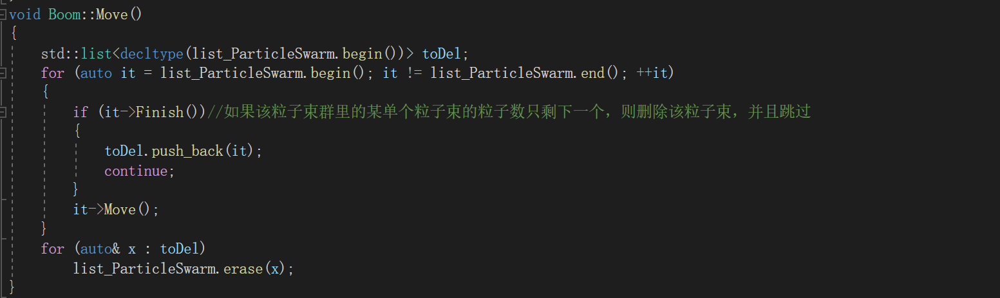 void Boom::Move()
{
    std::list<decltype(list_ParticleSwarm.begin())> toDel;
    for (auto it = list_ParticleSwarm.begin(); it != list_ParticleSwarm.end(); ++it)
    {
        if (it->Finish())//如果该粒子束群里的某单个粒子束的粒子数只剩下一个，则删除该粒子束，并且跳过
        {
            toDel.push_back(it);
            continue;
        }
        it->Move();
    }
    for (auto& x : toDel)
        list_ParticleSwarm.erase(x);
}